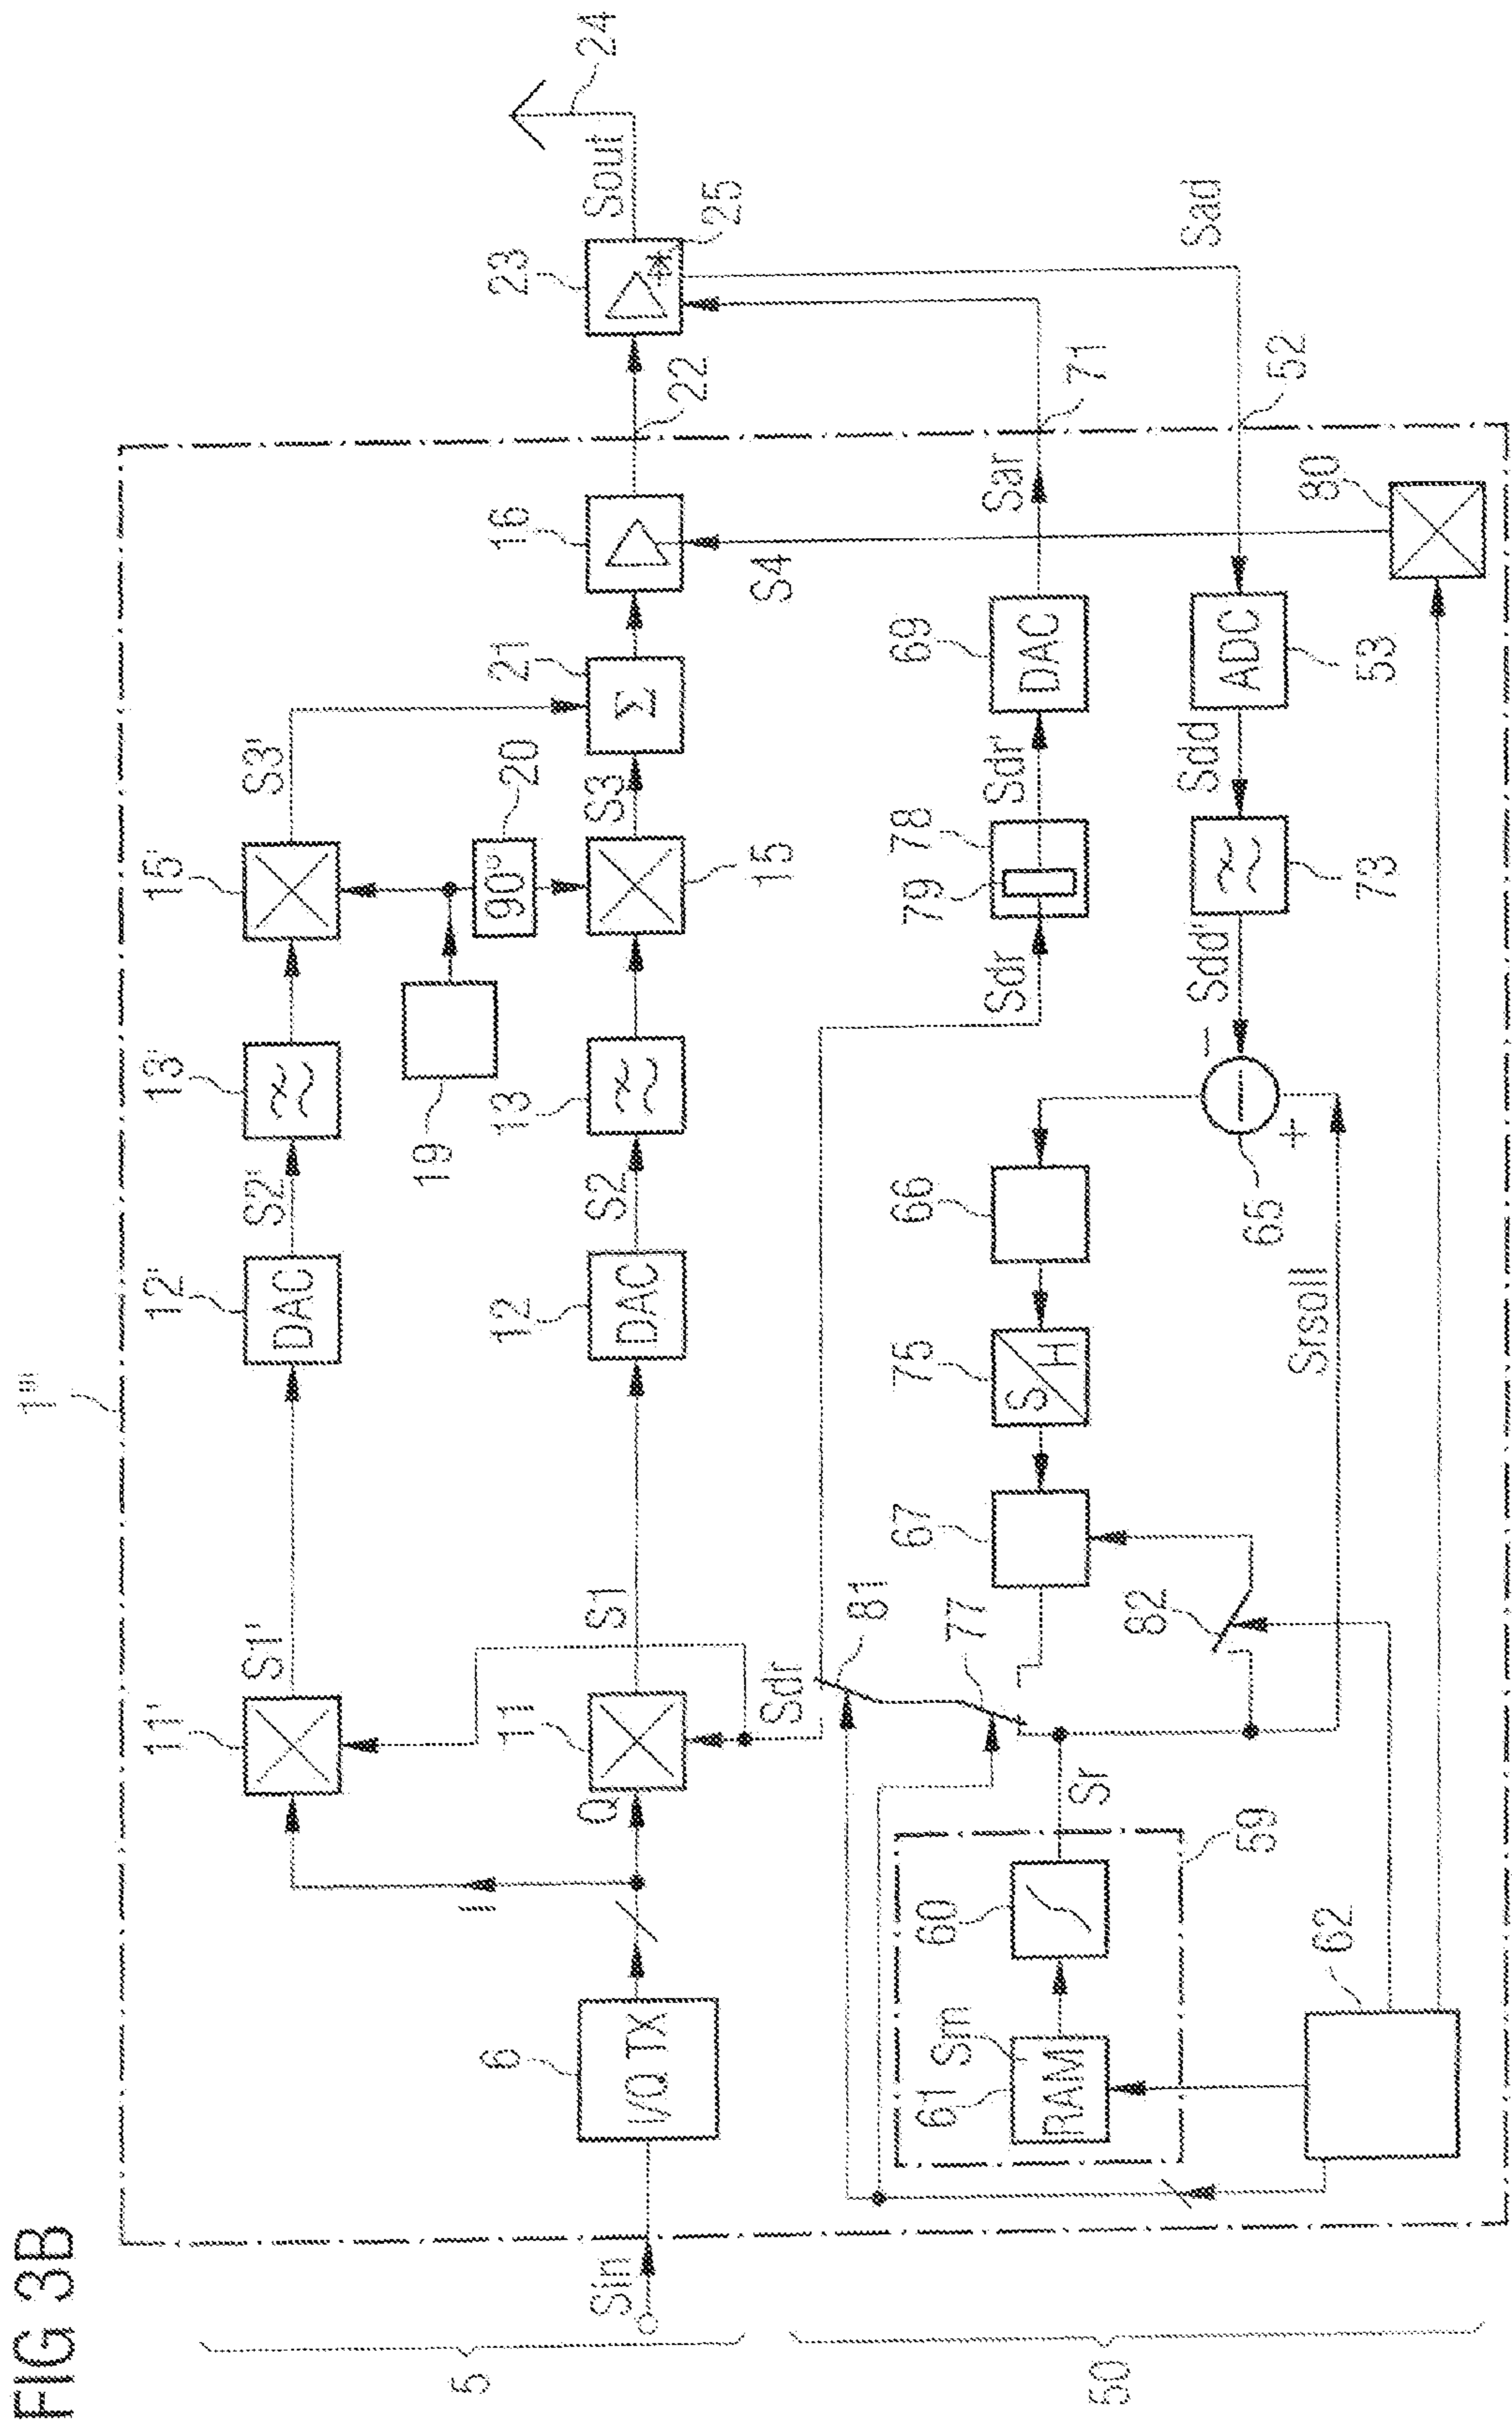 FIG 3B
1'''
5
50
Sin
6
I/Q TX
I
Q
11'
S1'
12'
DAC
S2'
13'
15'
S3'
19
20
90°
11
S1
12
DAC
S2
13
15
S3
21
Σ
16
S4
22
23
25
Sout
24
Sdr
81
77
Sr
59
60
61
Sm
RAM
62
82
67
75
S
H
66
65
+
−
Srsoll
Sdr
79
78
Sdr'
69
DAC
Sar
71
Sdd'
73
Sdd
53
ADC
52
Sad
80